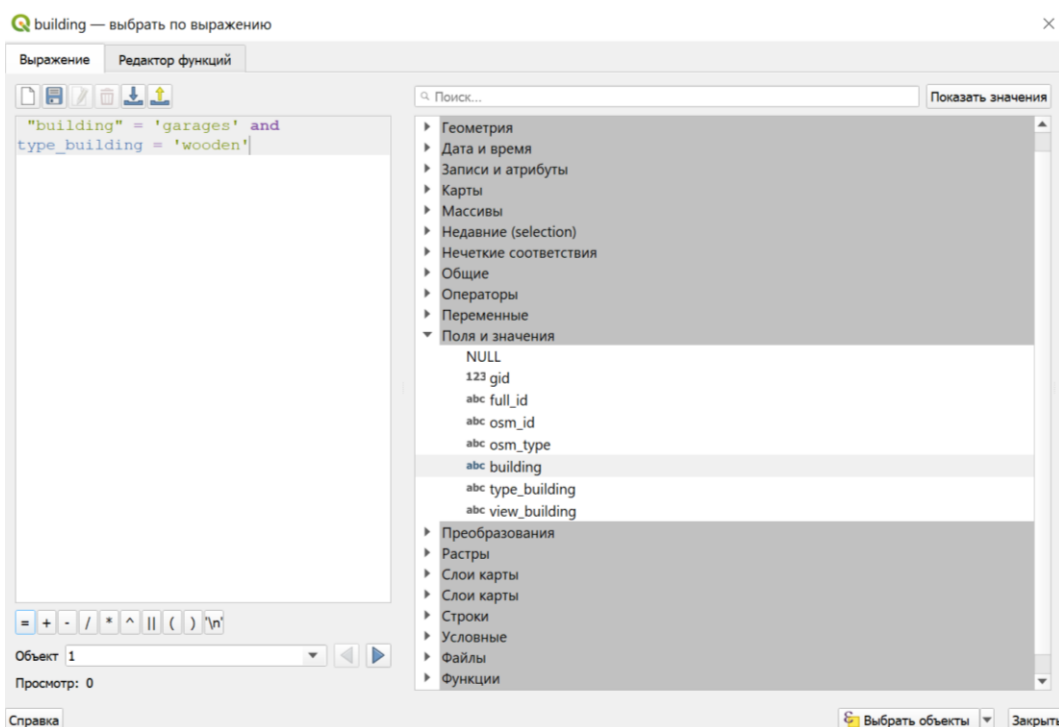 building — выбрать по выражению
Выражение
Редактор функций
Поиск...
Показать значения
"building" = 'garages' and
type_building = 'wooden'
Геометрия
Дата и время
Записи и атрибуты
Карты
Массивы
Недавние (selection)
Нечеткие соответствия
Общие
Операторы
Переменные
Поля и значения
NULL
123 gid
abc full_id
abc osm_id
abc osm_type
abc building
abc type_building
abc view_building
Преобразования
Растры
Слои карты
Слои карты
Строки
Условные
Файлы
Функции
= + - / * ^ || ( ) '\n'
Объект 1
Просмотр: 0
Справка
Выбрать объекты
Закрыть